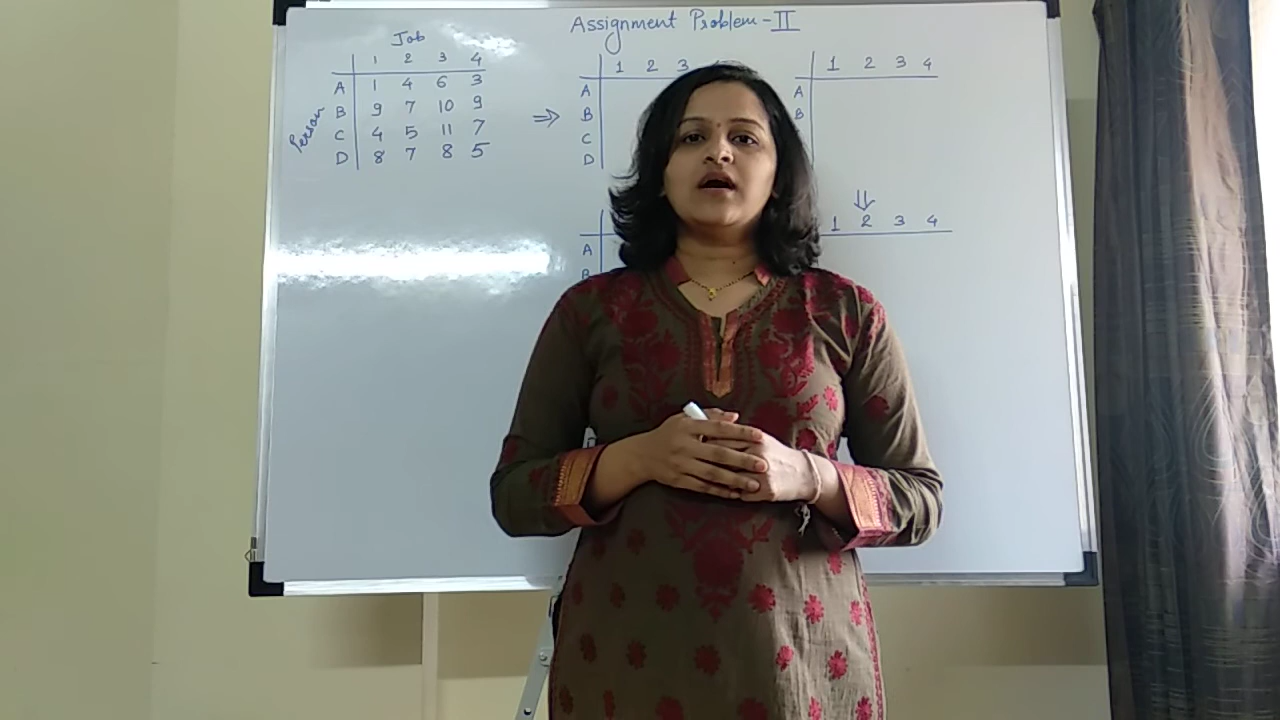 Assignment Problem - II
Job
1 2 3 4
A 1 4 6 3
B 9 7 10 9
C 4 5 11 7
D 8 7 8 5
Person
⇒
1 2 3
A
B
C
D
1 2 3 4
A
B
⇓
A
B
1 2 3 4